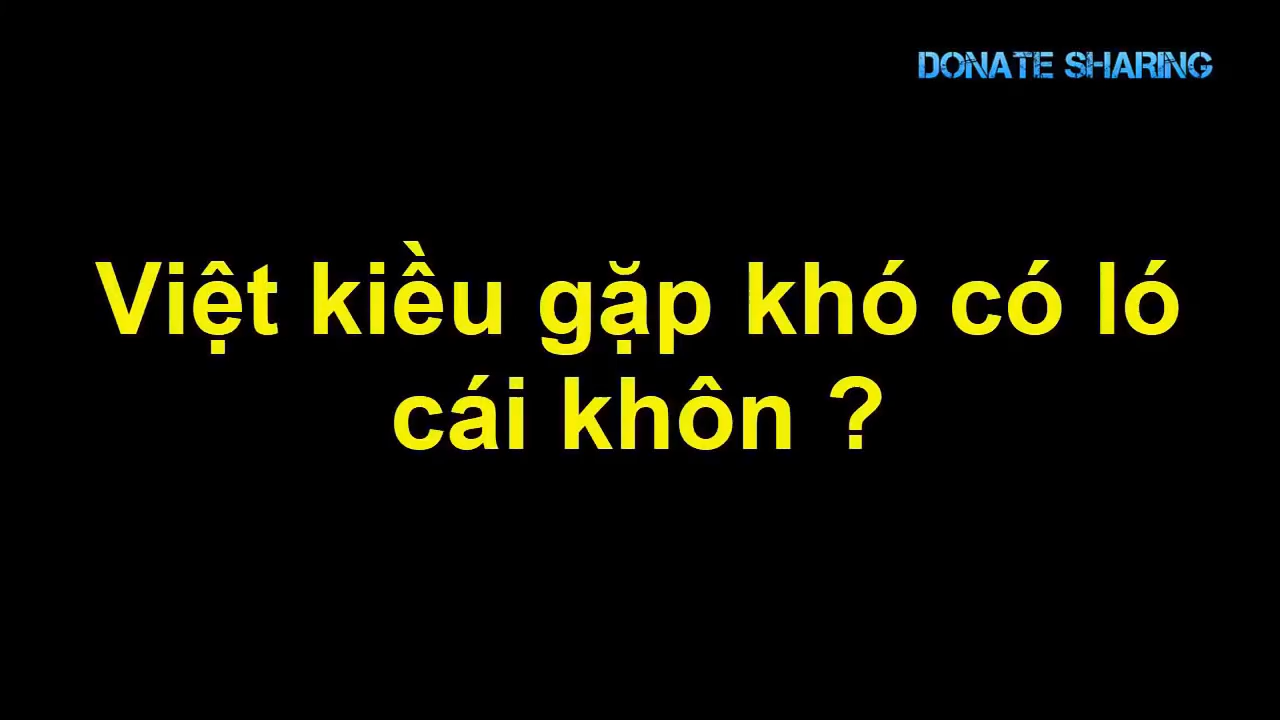 DONATE SHARING
Việt kiều gặp khó có ló
cái khôn ?